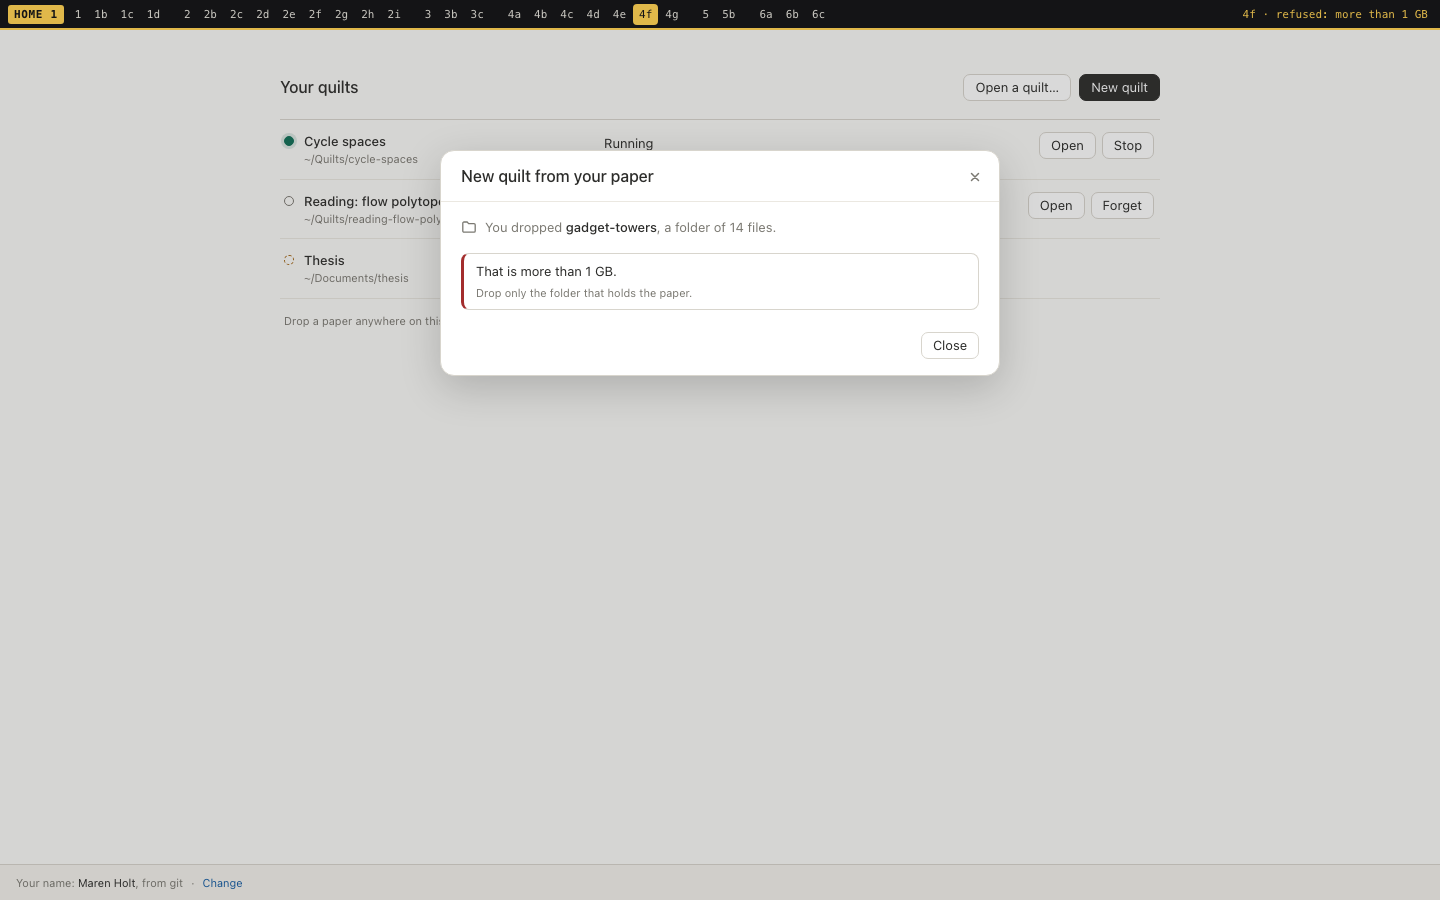 HOME 1 1 1b 1c 1d 2 2b 2c 2d 2e 2f 2g 2h 2i 3 3b 3c 4a 4b 4c 4d 4e 4f 4g 5 5b 6a 6b 6c 4f · refused: more than 1 GB
Your quilts Open a quilt... New quilt
Cycle spaces Running Open Stop
~/Quilts/cycle-spaces
New quilt from your paper ×
Reading: flow polytope Open Forget
~/Quilts/reading-flow-poly
You dropped gadget-towers, a folder of 14 files.
Thesis
~/Documents/thesis
That is more than 1 GB.
Drop only the folder that holds the paper.
Drop a paper anywhere on this
Close
Your name: Maren Holt, from git · Change